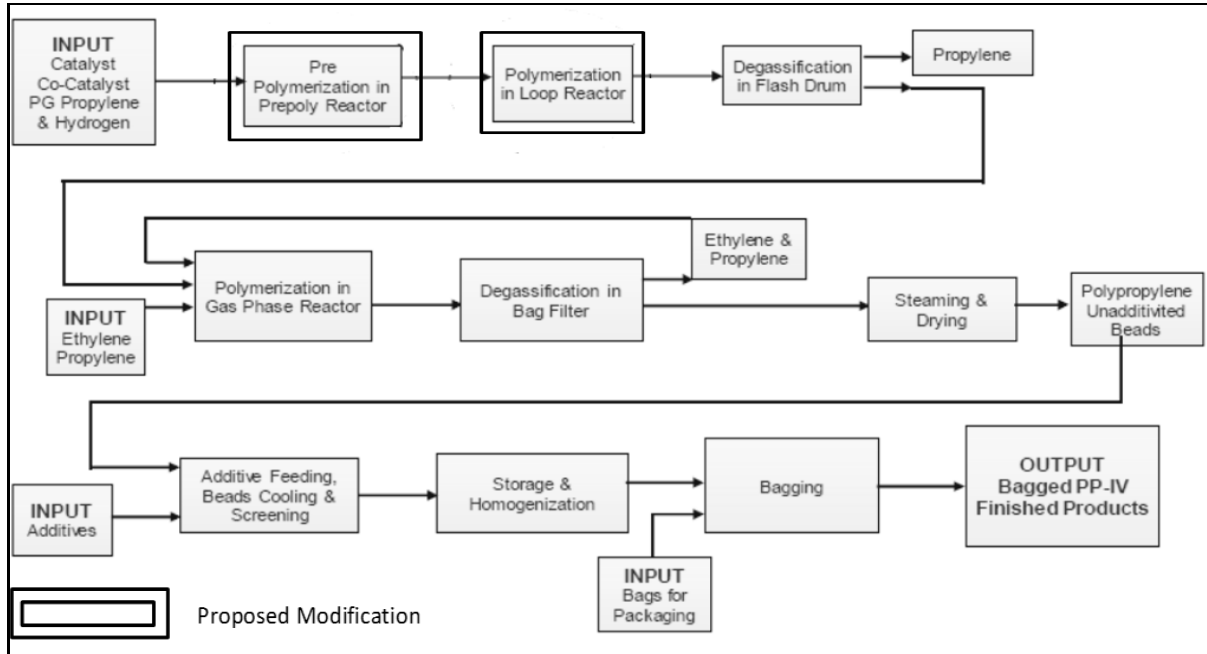 INPUT
Catalyst
Co-Catalyst
PG Propylene
& Hydrogen
Pre
Polymerization in
Prepoly Reactor
Polymerization
in Loop Reactor
Degassification
in Flash Drum
Propylene
INPUT
Ethylene
Propylene
Polymerization in
Gas Phase Reactor
Degassification in
Bag Filter
Ethylene &
Propylene
Steaming &
Drying
Polypropylene
Unadditivited
Beads
INPUT
Additives
Additive Feeding,
Beads Cooling &
Screening
Storage &
Homogenization
INPUT
Bags for
Packaging
Bagging
OUTPUT
Bagged PP-IV
Finished Products
Proposed Modification